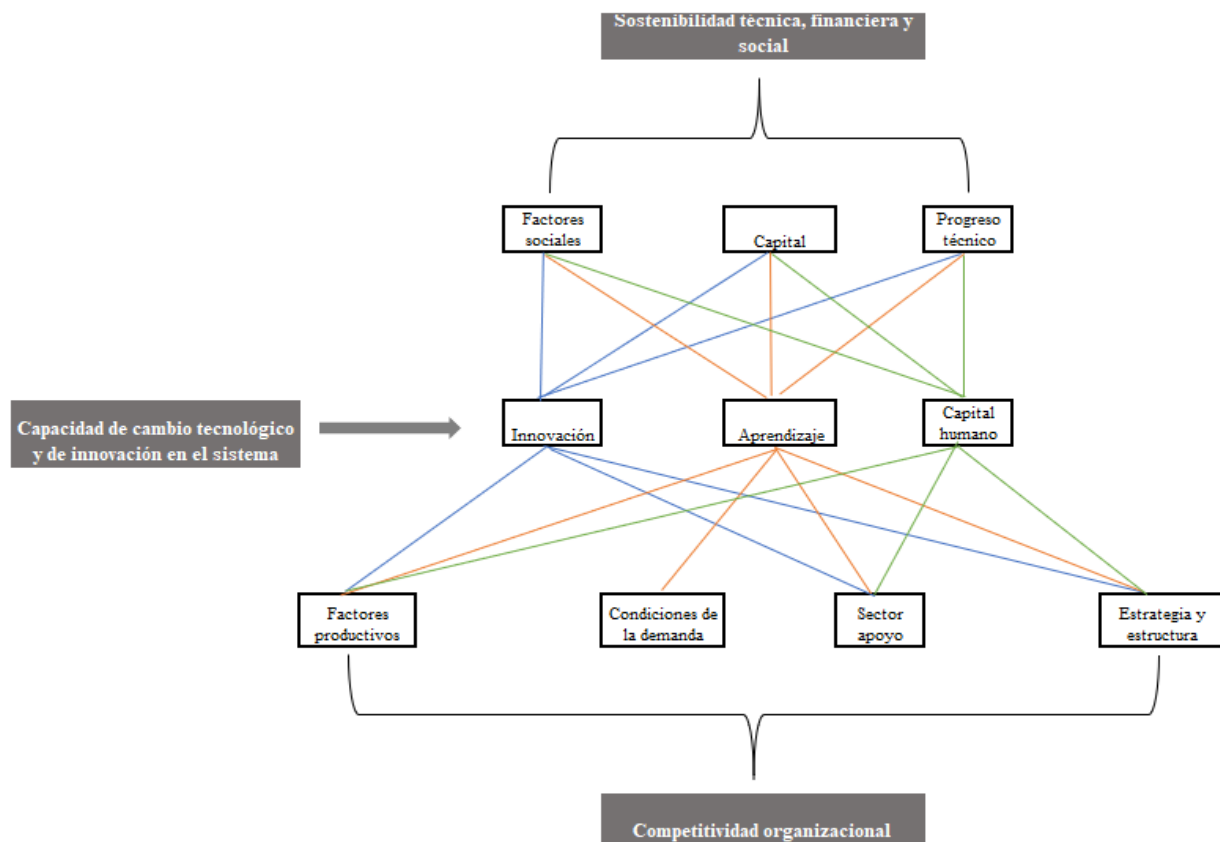 Sostenibilidad técnica, financiera y
social
Factores
sociales
Capital
Progreso
técnico
Capacidad de cambio tecnológico
y de innovación en el sistema
Innovación
Aprendizaje
Capital
humano
Factores
productivos
Condiciones de
la demanda
Sector
apoyo
Estrategia y
estructura
Competitividad organizacional